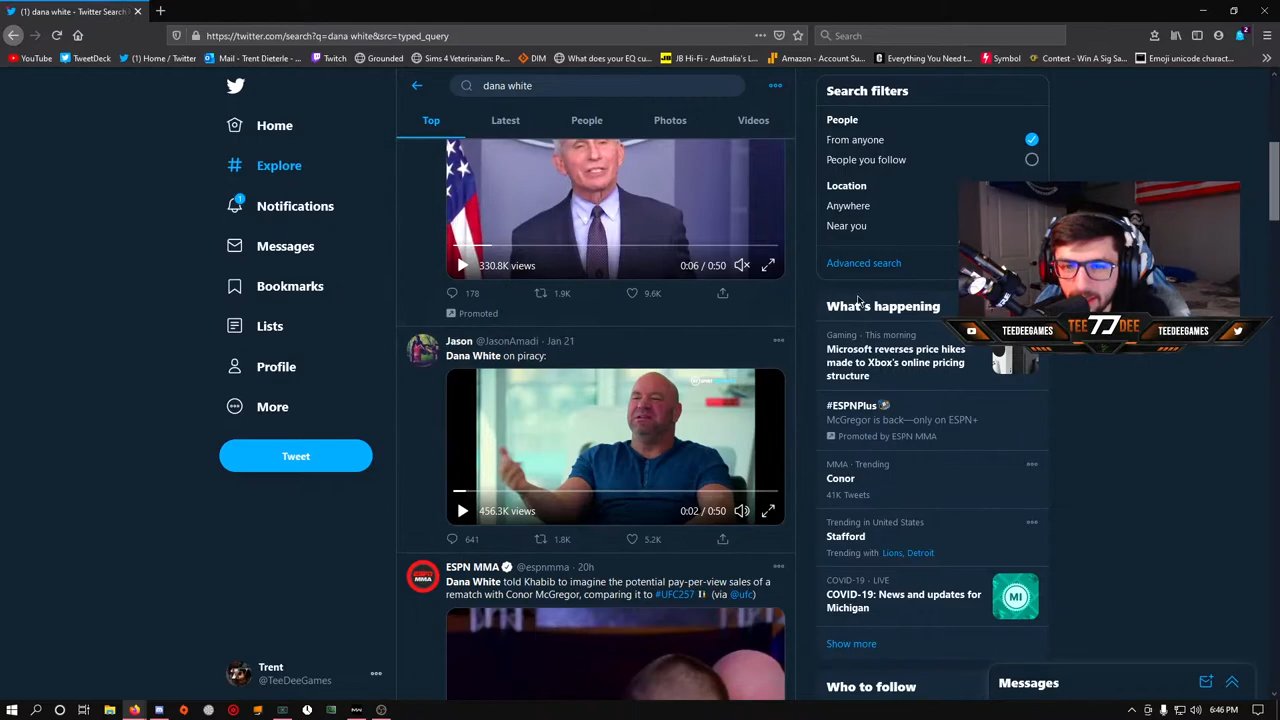 (1) dana white - Twitter Search
https://twitter.com/search?q=dana white&src=typed_query
Search
YouTube
TweetDeck
(1) Home / Twitter
Mail - Trent Dieterle - ...
Twitch
Grounded
Sims 4 Veterinarian - ...
DIM
What does your EQ cu...
JB Hi-Fi - Australia's L...
Amazon - Account Su...
Everything You Need t...
Symbol
Contest - Win A Sig Sa...
Emoji unicode charact...
Home
Explore
1
Notifications
Messages
Bookmarks
Lists
Profile
More
Tweet
Trent
@TeeDeeGames
dana white
Top
Latest
People
Photos
Videos
330.8K views
0:06 / 0:50
178
1.9K
9.6K
Promoted
Jason @JasonAmadi · Jan 21
Dana White on piracy:
456.3K views
0:02 / 0:50
641
1.8K
5.2K
ESPN MMA @espnmma · 20h
Dana White told Khabib to imagine the potential pay-per-view sales of a
rematch with Conor McGregor, comparing it to #UFC257 (via @ufc)
Search filters
People
From anyone
People you follow
Location
Anywhere
Near you
Advanced search
What's happening
Gaming · This morning
Microsoft reverses price hikes
made to Xbox's online pricing
structure
#ESPNPlus
McGregor is back—only on ESPN+
Promoted by ESPN MMA
MMA · Trending
Conor
41K Tweets
Trending in United States
Stafford
Trending with Lions, Detroit
COVID-19 · LIVE
COVID-19: News and updates for
Michigan
MI
Show more
Who to follow
Messages
TEEDEEGAMES
TEE TJ DEE
TEEDEEGAMES
6:46 PM